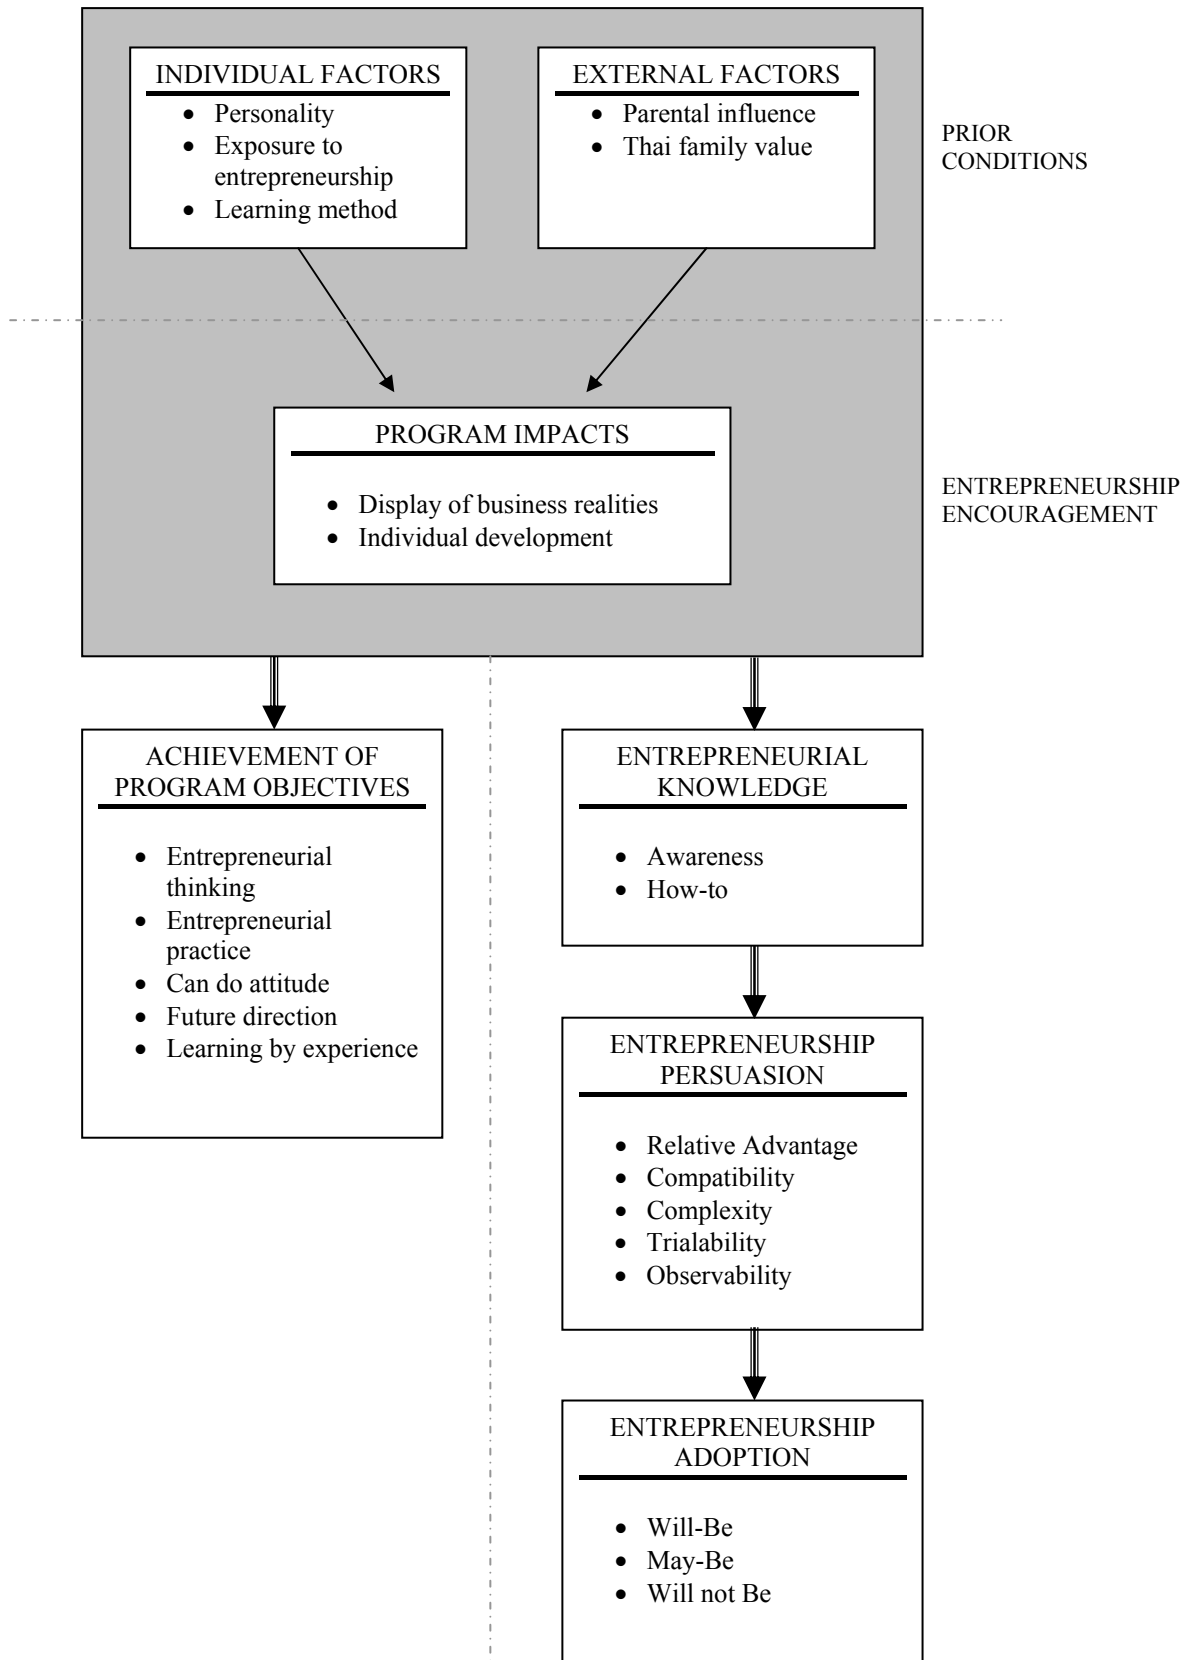 INDIVIDUAL FACTORS
• Personality
• Exposure to
entrepreneurship
• Learning method
EXTERNAL FACTORS
• Parental influence
• Thai family value
PRIOR
CONDITIONS
PROGRAM IMPACTS
• Display of business realities
• Individual development
ENTREPRENEURSHIP
ENCOURAGEMENT
ACHIEVEMENT OF
PROGRAM OBJECTIVES
• Entrepreneurial
thinking
• Entrepreneurial
practice
• Can do attitude
• Future direction
• Learning by experience
ENTREPRENEURIAL
KNOWLEDGE
• Awareness
• How-to
ENTREPRENEURSHIP
PERSUASION
• Relative Advantage
• Compatibility
• Complexity
• Trialability
• Observability
ENTREPRENEURSHIP
ADOPTION
• Will-Be
• May-Be
• Will not Be